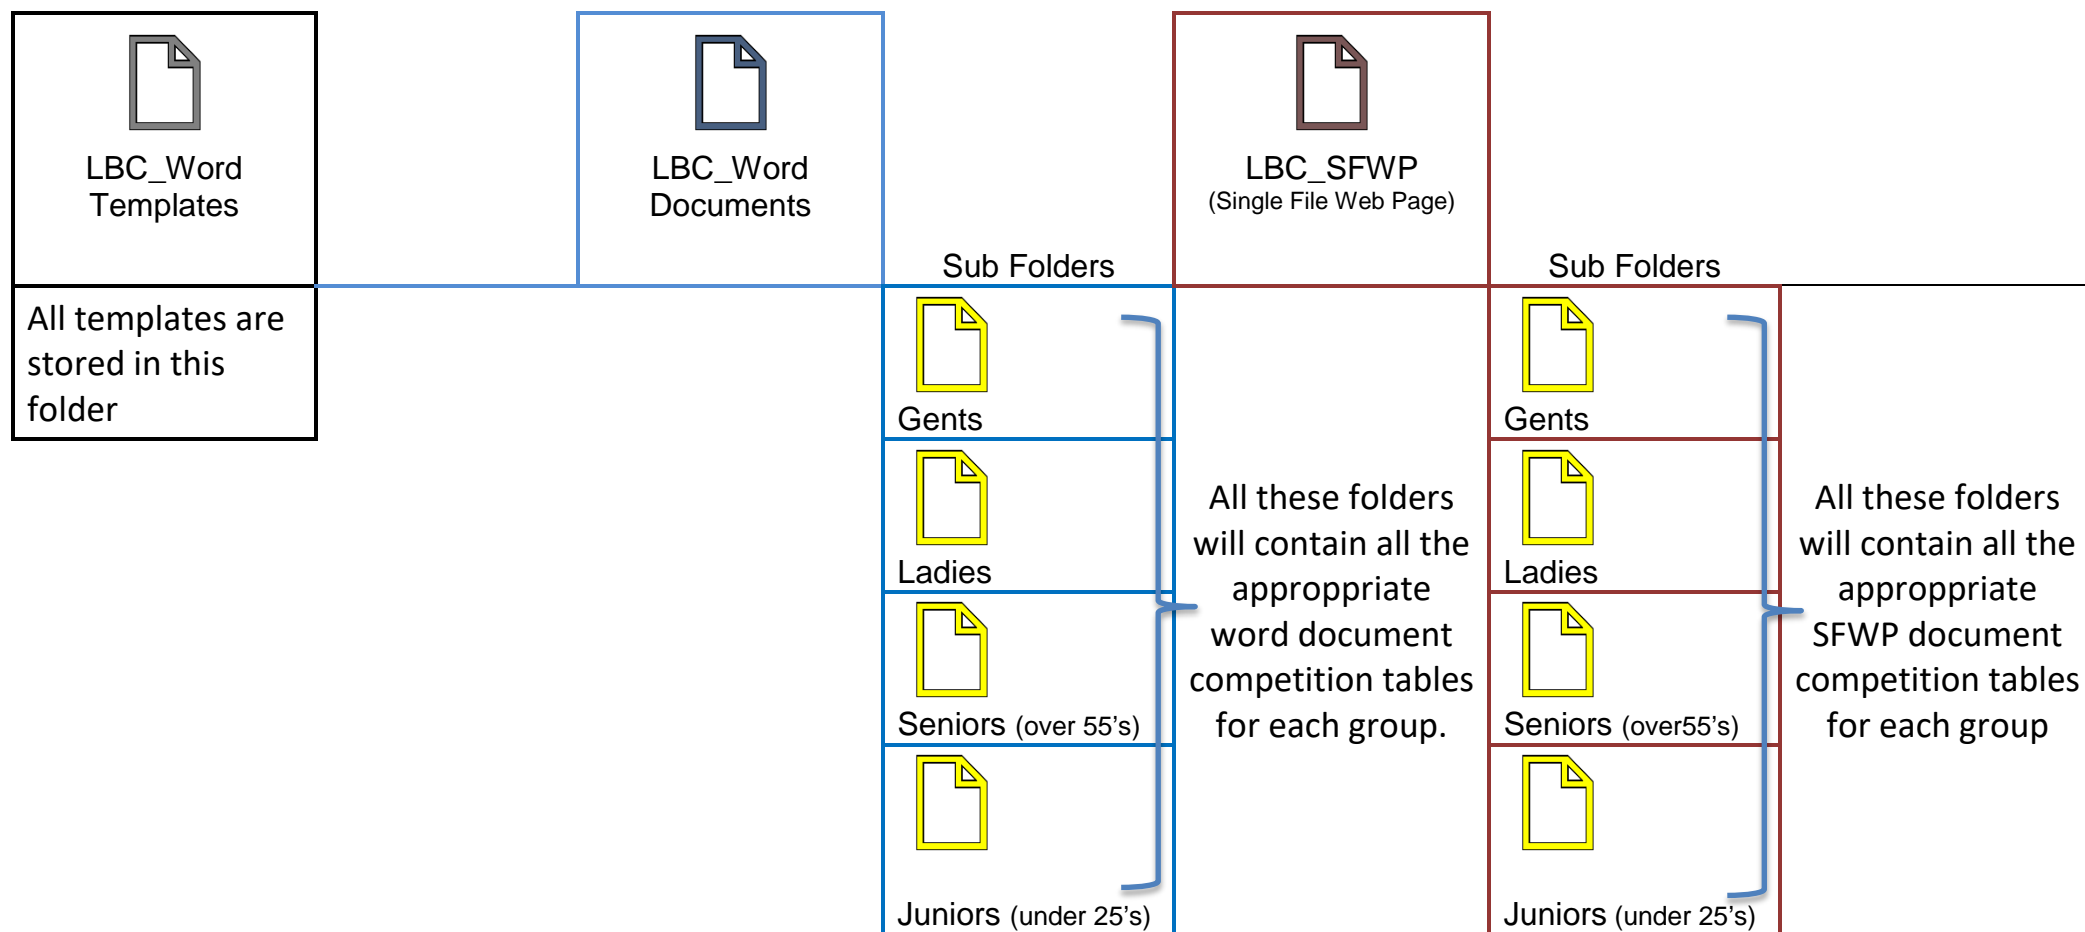 LBC_Word
Templates
LBC_Word
Documents
LBC_SFWP
(Single File Web Page)
Sub Folders
Sub Folders
All templates are
stored in this
folder
Gents
Ladies
Seniors (over 55’s)
Juniors (under 25’s)
All these folders
will contain all the
approppriate
word document
competition tables
for each group.
Gents
Ladies
Seniors (over55’s)
Juniors (under 25’s)
All these folders
will contain all the
approppriate
SFWP document
competition tables
for each group